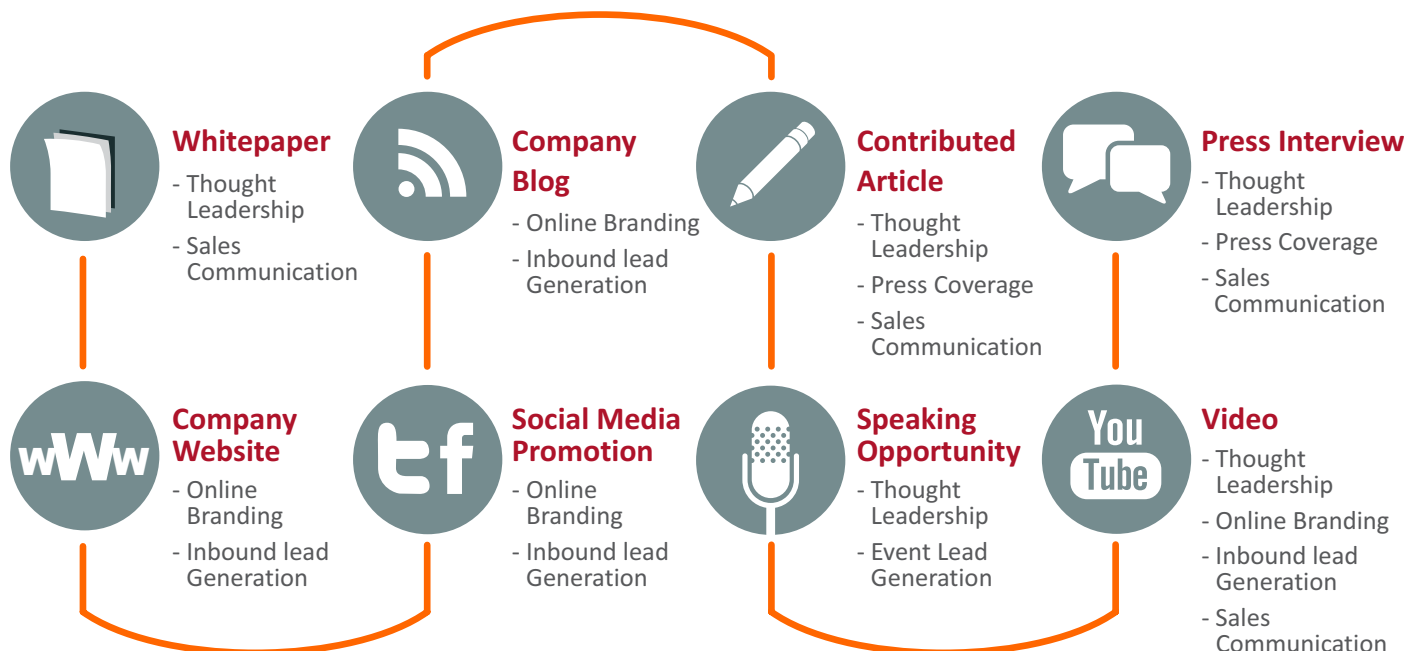 Whitepaper
- Thought
Leadership
- Sales
Communication
Company
Blog
- Online Branding
- Inbound lead
Generation
Contributed
Article
- Thought
Leadership
- Press Coverage
- Sales
Communication
Press Interview
- Thought
Leadership
- Press Coverage
- Sales
Communication
wWw
Company
Website
- Online
Branding
- Inbound lead
Generation
tf
Social Media
Promotion
- Online
Branding
- Inbound lead
Generation
Speaking
Opportunity
- Thought
Leadership
- Event Lead
Generation
You
Tube
Video
- Thought
Leadership
- Online Branding
- Inbound lead
Generation
- Sales
Communication